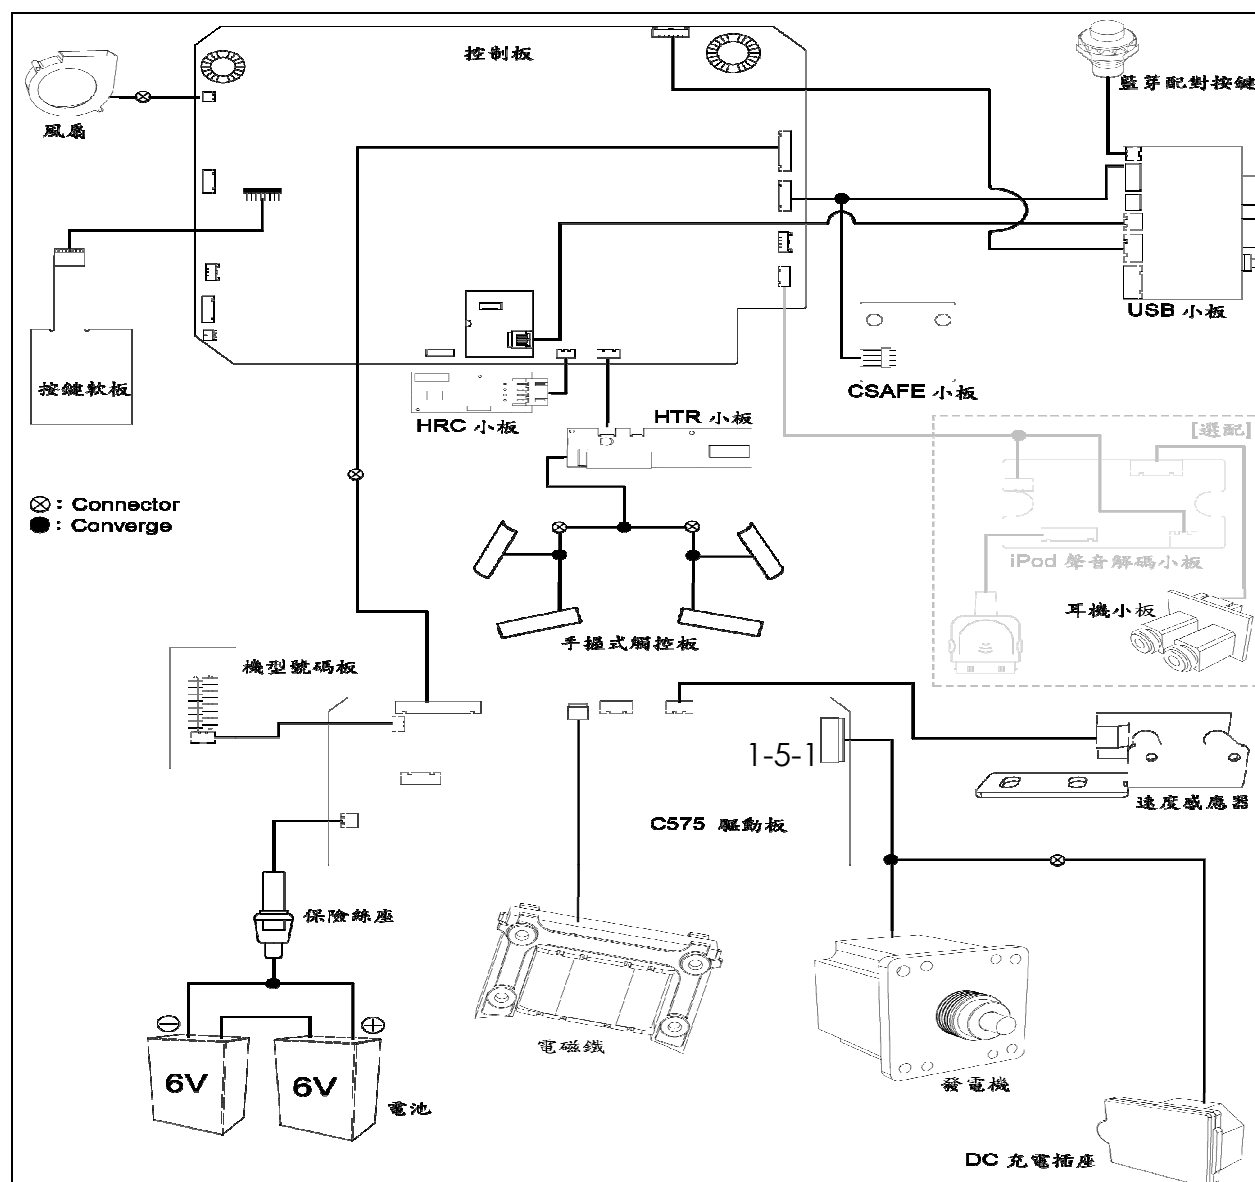 控制板
藍芽配對按鍵
風扇
USB 小板
按鍵軟板
CSAFE 小板
HRC 小板
HTR 小板
[選配]
⊗: Connector
●: Converge
iPod 聲音解碼小板
耳機小板
手握式觸控板
機型號碼板
1-5-1
速度感應器
C575 驅動板
保險絲座
電磁鐵
發電機
6V
6V
電池
DC 充電插座